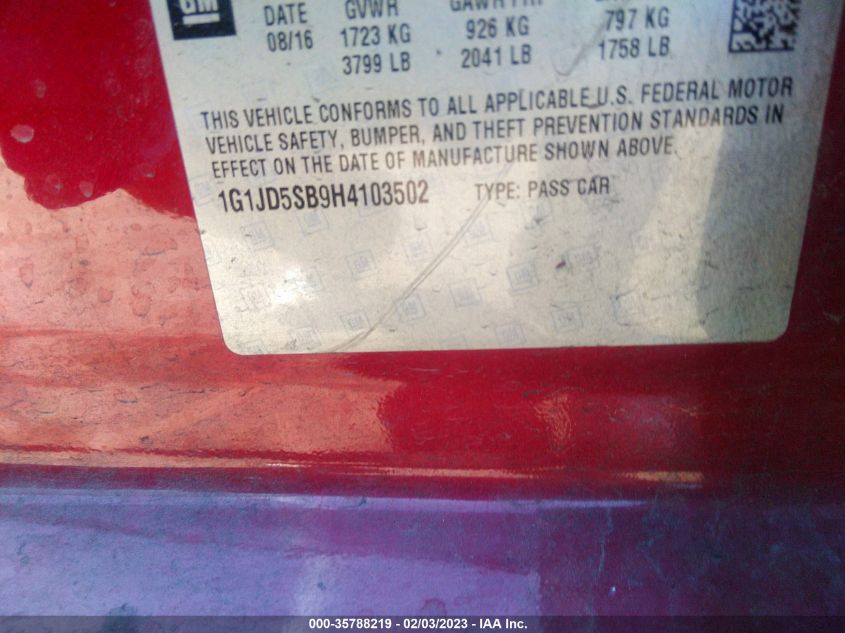 GM
DATE GVWR GAWR FRT
08/16 1723 KG 926 KG 797 KG
3799 LB 2041 LB 1758 LB
THIS VEHICLE CONFORMS TO ALL APPLICABLE U.S. FEDERAL MOTOR
VEHICLE SAFETY, BUMPER, AND THEFT PREVENTION STANDARDS IN
EFFECT ON THE DATE OF MANUFACTURE SHOWN ABOVE.
1G1JD5SB9H4103502 TYPE: PASS CAR
000-35788219 - 02/03/2023 - IAA Inc.